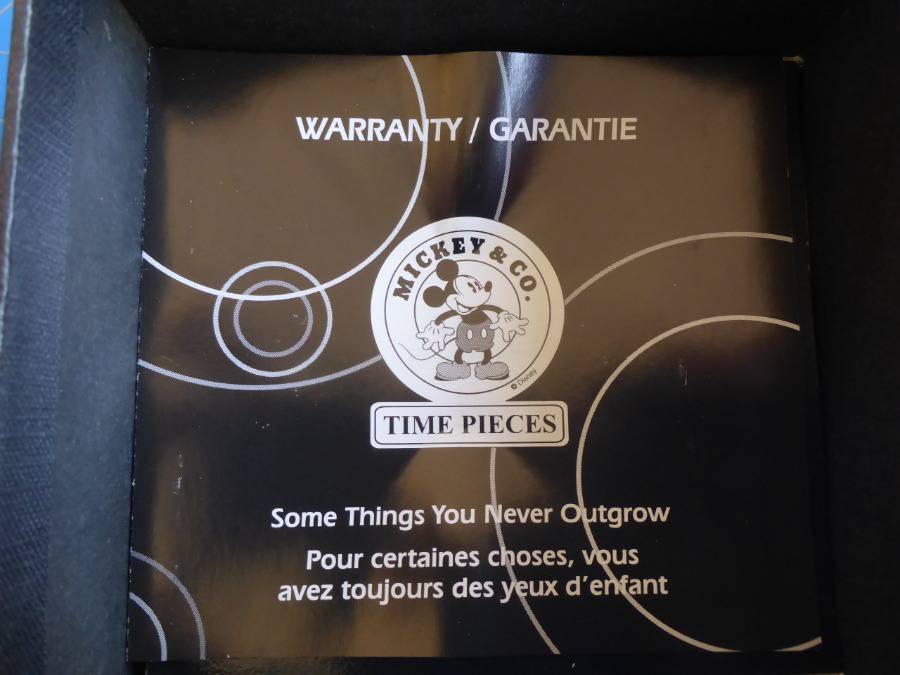 WARRANTY / GARANTIE
MICKEY & CO.
© Disney
TIME PIECES
Some Things You Never Outgrow
Pour certaines choses, vous
avez toujours des yeux d'enfant